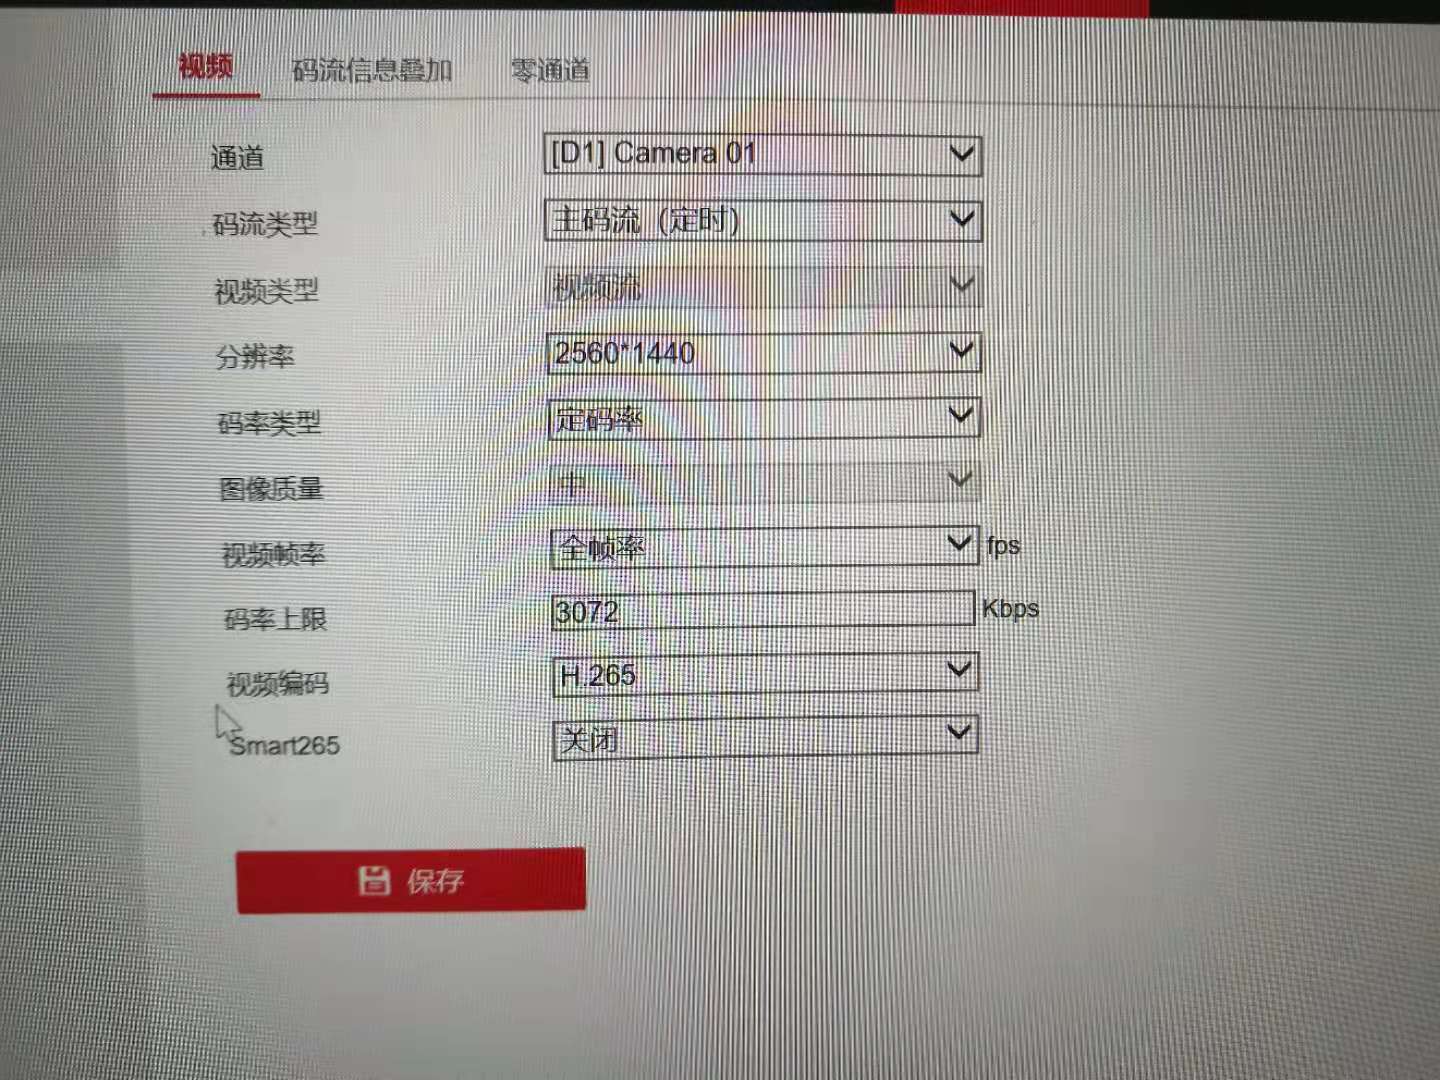 视频 码流信息叠加 零通道
通道 [D1] Camera 01
码流类型 主码流（定时）
视频类型 视频流
分辨率 2560*1440
码率类型 定码率
图像质量 中
视频帧率 全帧率 fps
码率上限 3072 Kbps
视频编码 H.265
Smart265 关闭
保存